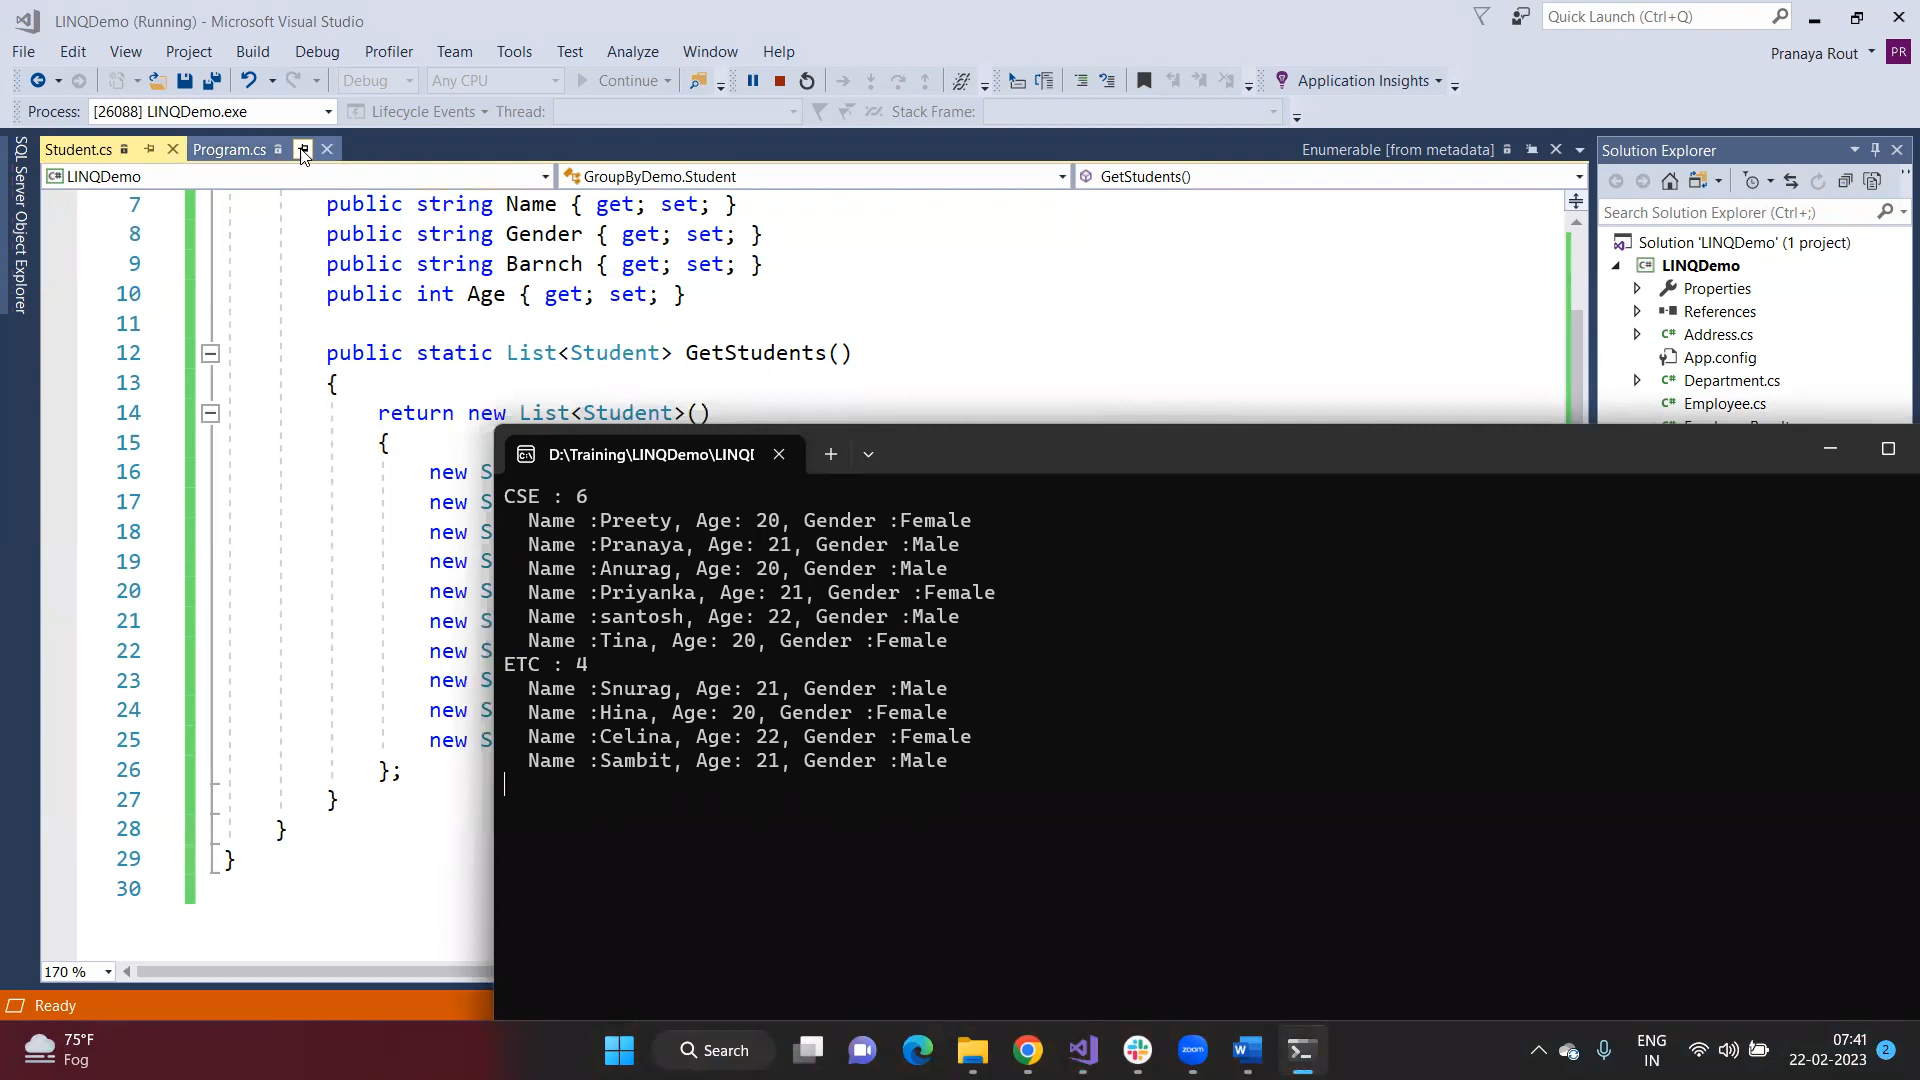 LINQDemo (Running) - Microsoft Visual Studio
Quick Launch (Ctrl+Q)
File Edit View Project Build Debug Profiler Team Tools Test Analyze Window Help
Pranaya Rout PR
Debug Any CPU Continue Application Insights
Process: [26088] LINQDemo.exe Lifecycle Events Thread: Stack Frame:
SQL Server Object Explorer
Student.cs Program.cs Enumerable [from metadata]
LINQDemo GroupByDemo.Student GetStudents()
7 public string Name { get; set; }
8 public string Gender { get; set; }
9 public string Barnch { get; set; }
10 public int Age { get; set; }
11
12 public static List<Student> GetStudents()
13 {
14 return new List<Student>()
15 {
16 new S
17 new S
18 new S
19 new S
20 new S
21 new S
22 new S
23 new S
24 new S
25 new S
26 };
27 }
28 }
29 }
30
170 %
Ready
Solution Explorer
Search Solution Explorer (Ctrl+;)
Solution 'LINQDemo' (1 project)
C# LINQDemo
Properties
References
C# Address.cs
App.config
C# Department.cs
C# Employee.cs
D:\Training\LINQDemo\LINQI
CSE : 6
Name :Preety, Age: 20, Gender :Female
Name :Pranaya, Age: 21, Gender :Male
Name :Anurag, Age: 20, Gender :Male
Name :Priyanka, Age: 21, Gender :Female
Name :santosh, Age: 22, Gender :Male
Name :Tina, Age: 20, Gender :Female
ETC : 4
Name :Snurag, Age: 21, Gender :Male
Name :Hina, Age: 20, Gender :Female
Name :Celina, Age: 22, Gender :Female
Name :Sambit, Age: 21, Gender :Male
75°F
Fog
Search
zoom
ENG
IN
07:41
22-02-2023
2